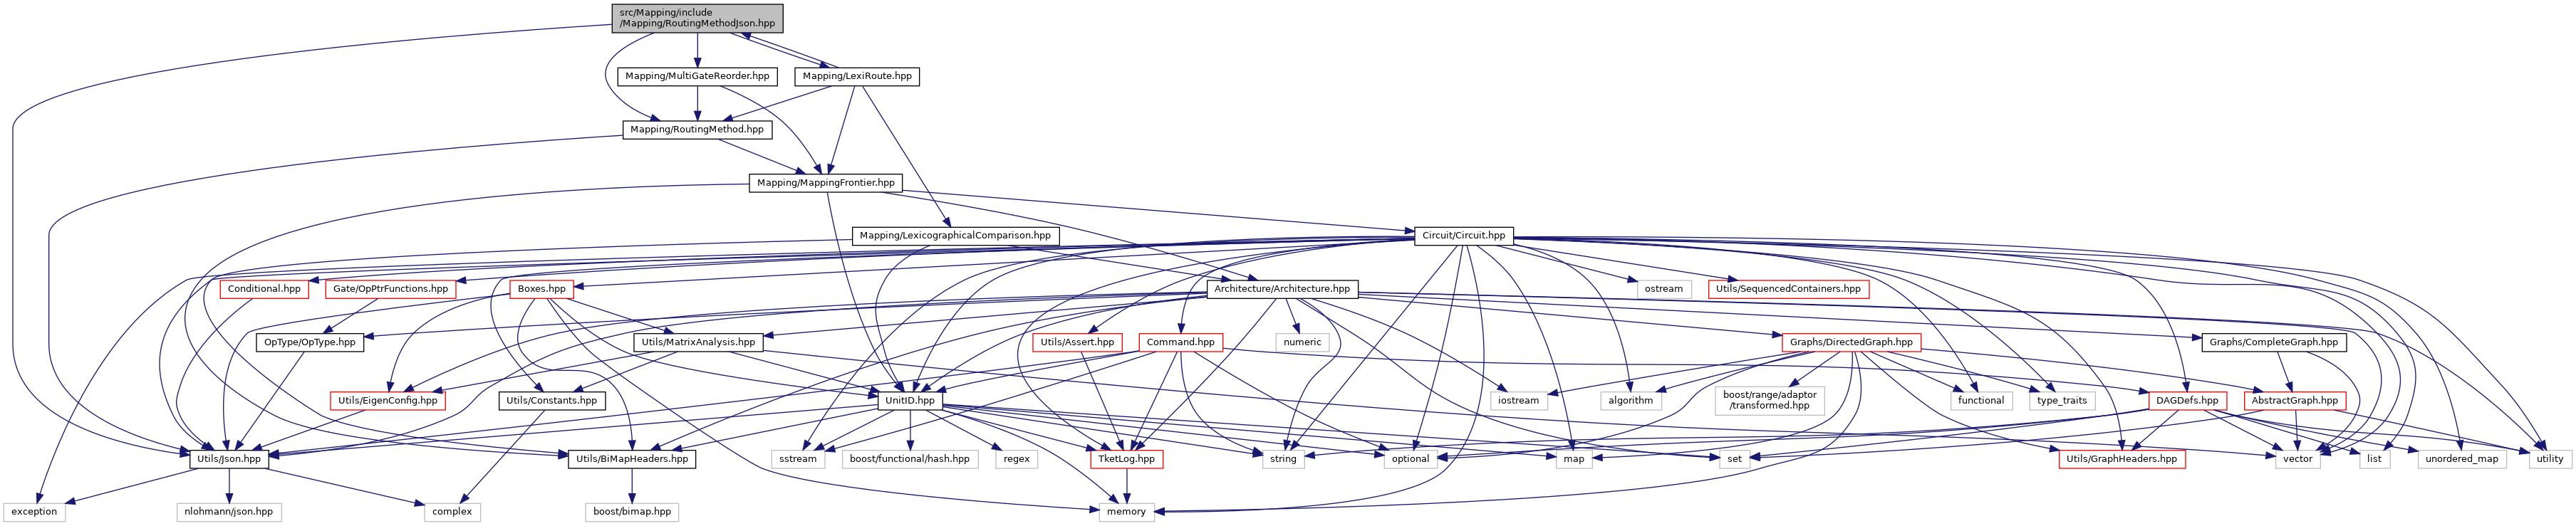 src/Mapping/include
/Mapping/RoutingMethodJson.hpp
Mapping/MultiGateReorder.hpp
Mapping/LexiRoute.hpp
Mapping/RoutingMethod.hpp
Mapping/MappingFrontier.hpp
Mapping/LexicographicalComparison.hpp
Circuit/Circuit.hpp
Conditional.hpp
Gate/OpPtrFunctions.hpp
Boxes.hpp
Architecture/Architecture.hpp
ostream
Utils/SequencedContainers.hpp
OpType/OpType.hpp
Utils/MatrixAnalysis.hpp
Utils/Assert.hpp
Command.hpp
numeric
Graphs/DirectedGraph.hpp
Graphs/CompleteGraph.hpp
Utils/EigenConfig.hpp
Utils/Constants.hpp
UnitID.hpp
iostream
algorithm
boost/range/adaptor
/transformed.hpp
functional
type_traits
DAGDefs.hpp
AbstractGraph.hpp
Utils/Json.hpp
Utils/BiMapHeaders.hpp
sstream
boost/functional/hash.hpp
regex
TketLog.hpp
string
optional
map
set
Utils/GraphHeaders.hpp
vector
list
unordered_map
utility
exception
nlohmann/json.hpp
complex
boost/bimap.hpp
memory